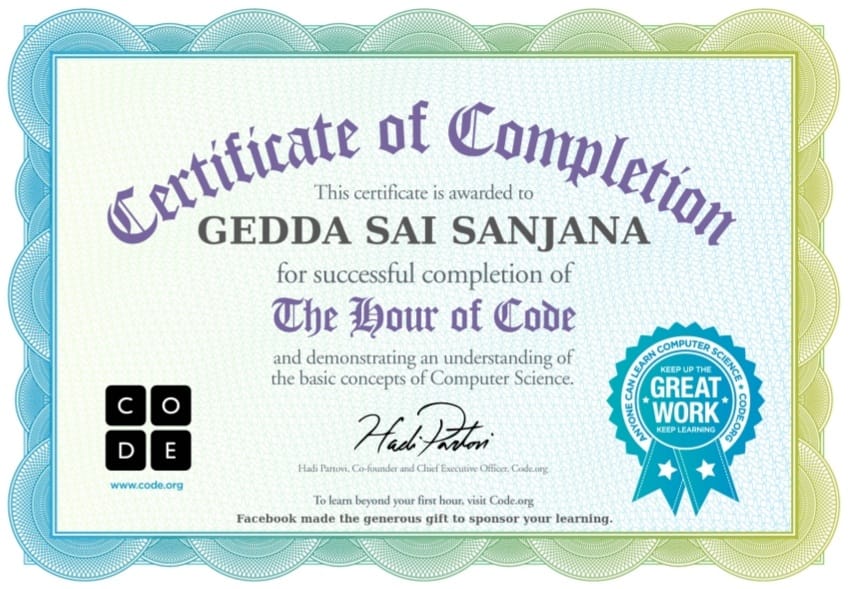 Certificate of Completion
This certificate is awarded to
GEDDA SAI SANJANA
for successful completion of
The Hour of Code
and demonstrating an understanding of
the basic concepts of Computer Science.
C O
D E
www.code.org
Hadi Partovi
Hadi Partovi, Co-founder and Chief Executive Officer, Code.org
To learn beyond your first hour, visit Code.org
Facebook made the generous gift to sponsor your learning.
ANYONE CAN LEARN COMPUTER SCIENCE • CODE.ORG
KEEP UP THE
GREAT
WORK
KEEP LEARNING